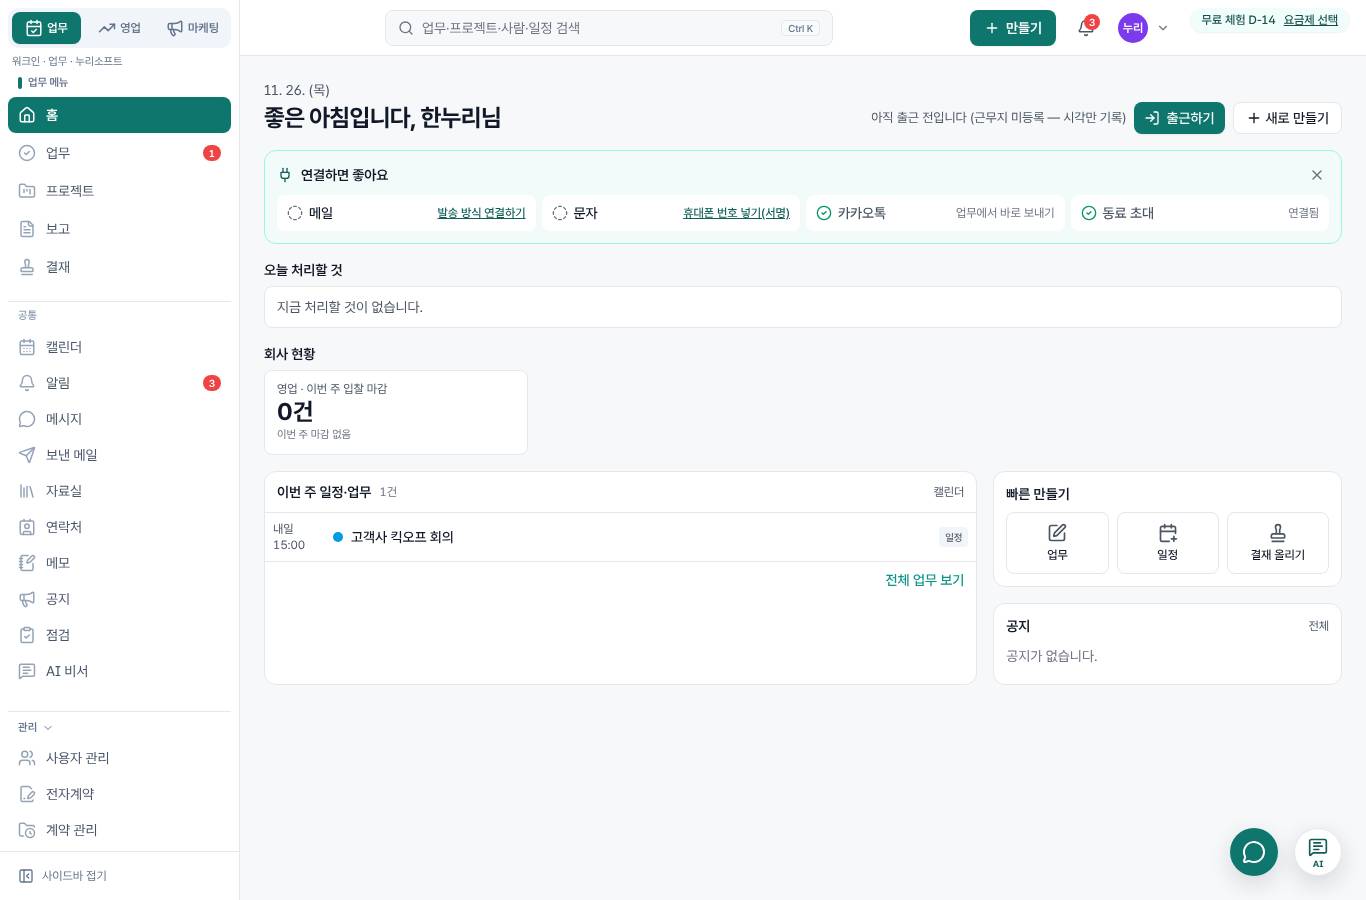 업무
영업
마케팅
워크인 · 업무 · 누리소프트
업무 메뉴
홈
업무 1
프로젝트
보고
결재
공통
캘린더
알림 3
메시지
보낸 메일
자료실
연락처
메모
공지
점검
AI 비서
관리
사용자 관리
전자계약
계약 관리
사이드바 접기
업무·프로젝트·사람·일정 검색 Ctrl K
만들기
3
누리
무료 체험 D-14 요금제 선택
11. 26. (목)
좋은 아침입니다, 한누리님
아직 출근 전입니다 (근무지 미등록 — 시각만 기록)
출근하기
새로 만들기
연결하면 좋아요
메일 발송 방식 연결하기
문자 휴대폰 번호 넣기(서명)
카카오톡 업무에서 바로 보내기
동료 초대 연결됨
오늘 처리할 것
지금 처리할 것이 없습니다.
회사 현황
영업 · 이번 주 입찰 마감
0건
이번 주 마감 없음
이번 주 일정·업무 1건 캘린더
내일
15:00
고객사 킥오프 회의 일정
전체 업무 보기
빠른 만들기
업무
일정
결재 올리기
공지 전체
공지가 없습니다.
AI